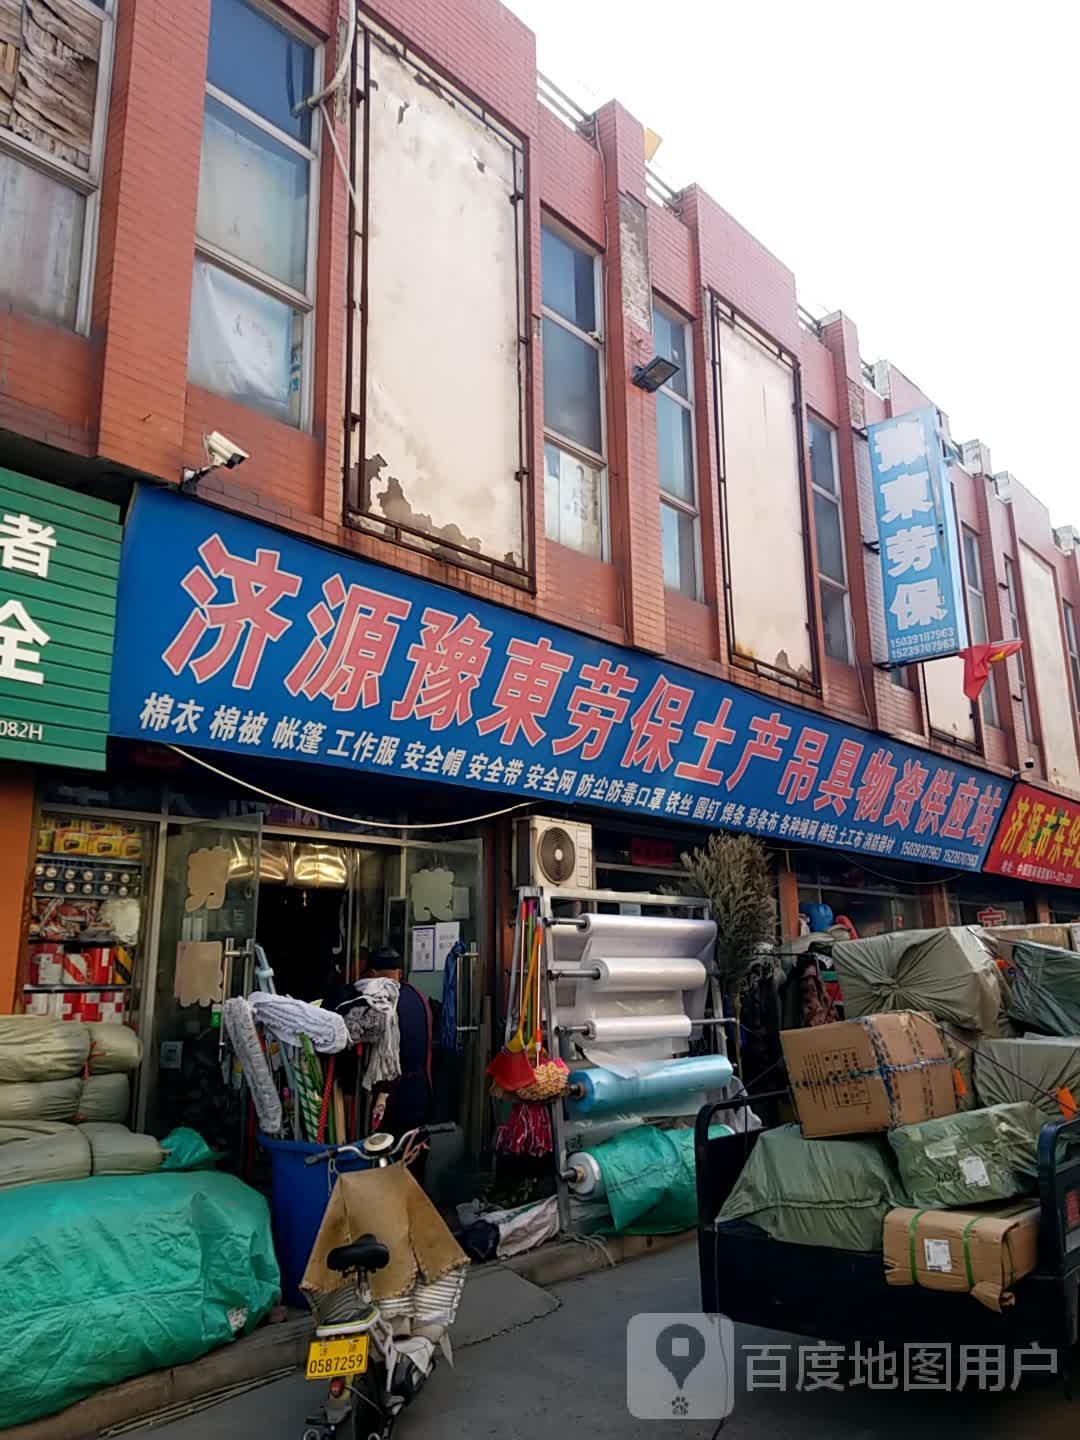 者
全
082H
济源豫東劳保土产吊具物资供应站
棉衣 棉被 帐篷 工作服 安全帽 安全带 安全网 防尘防毒口罩 铁丝 圆钉 焊条 彩条布 各种绳网 棉毡 土工布 消防器材 15039187963 15239707963
豫東劳保
15039187963
15239707963
济源市东华
0587259
百度地图用户